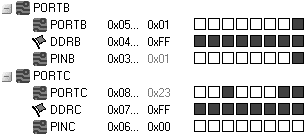 PORTB
PORTB 0x05... 0x01
DDRB 0x04... 0xFF
PINB 0x03... 0x01
PORTC
PORTC 0x08... 0x23
DDRC 0x07... 0xFF
PINC 0x06... 0x00